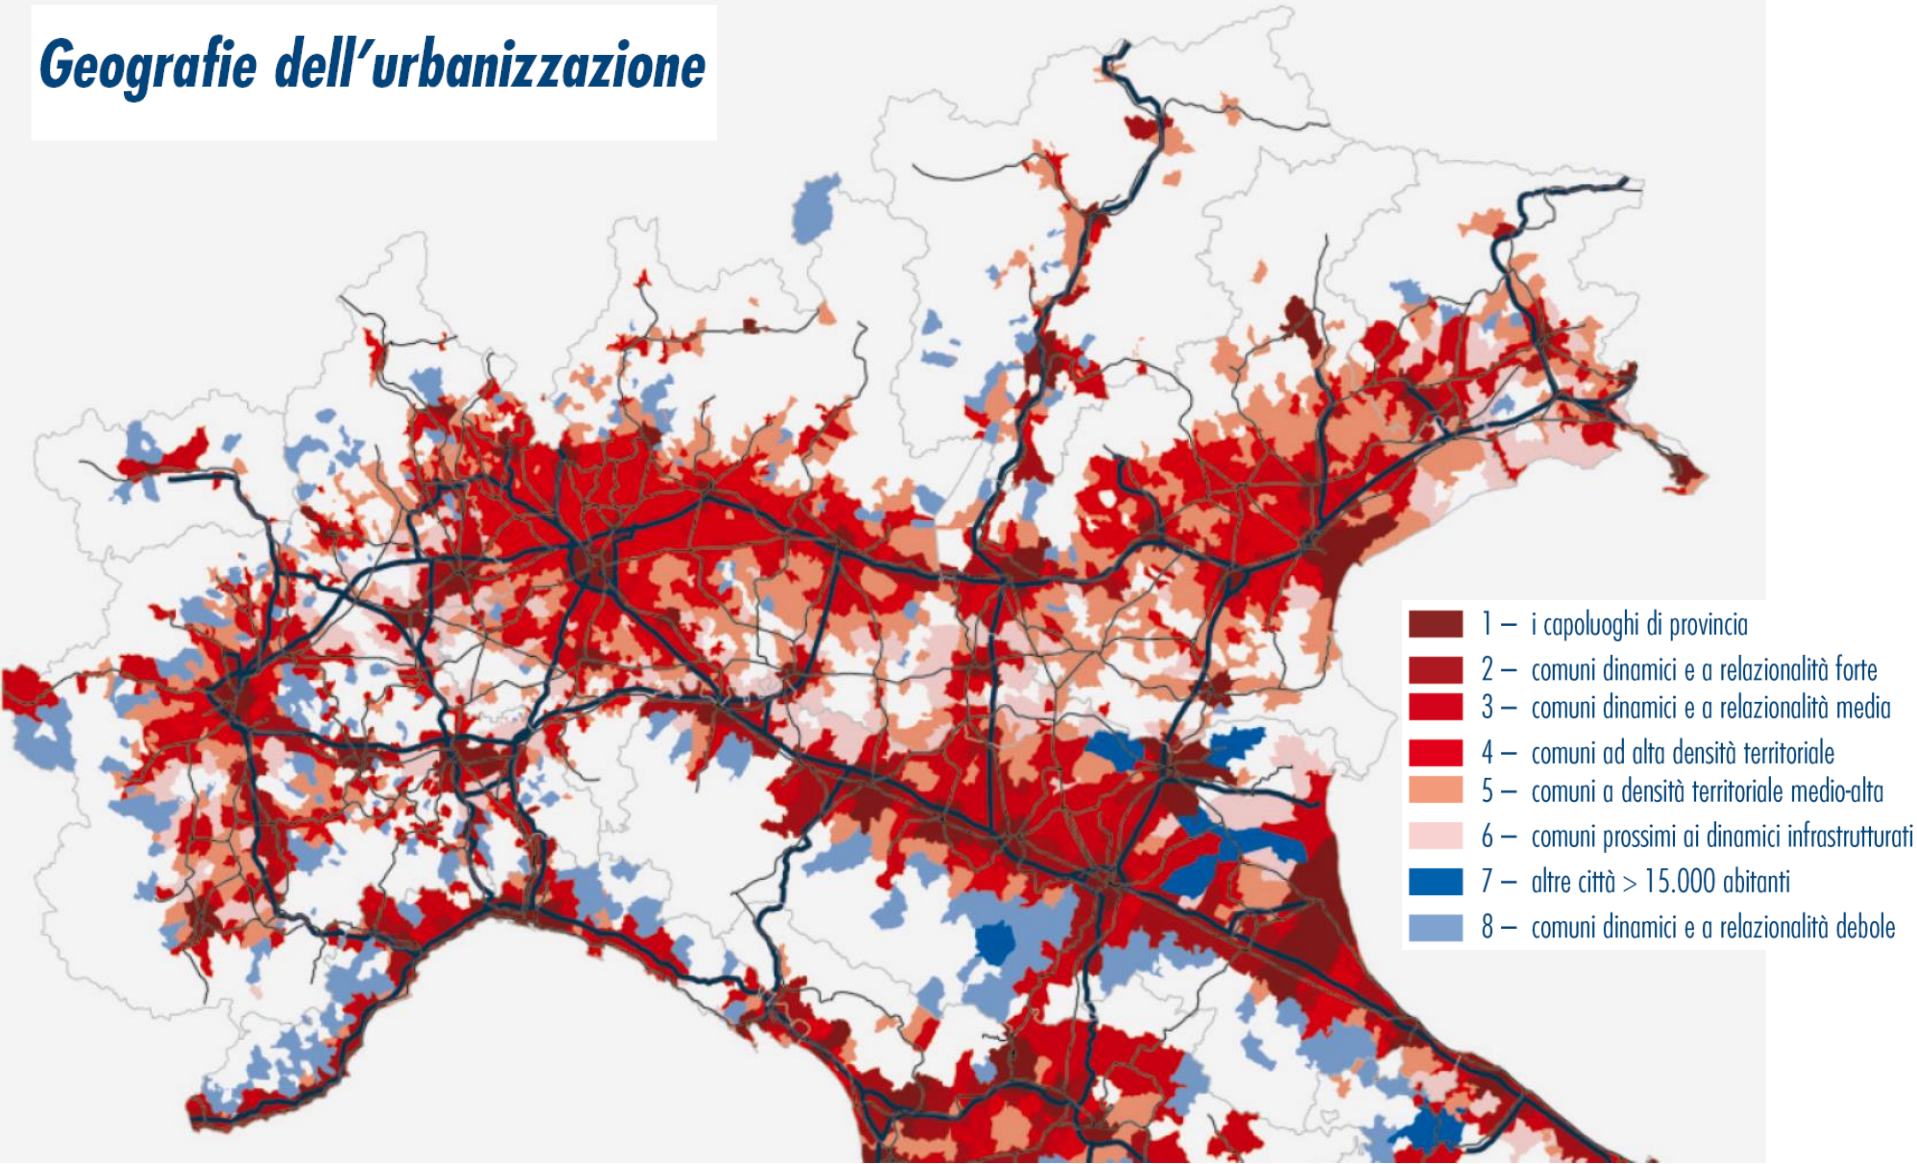 Geografie dell'urbanizzazione
1 – i capoluoghi di provincia
2 – comuni dinamici e a relazionalità forte
3 – comuni dinamici e a relazionalità media
4 – comuni ad alta densità territoriale
5 – comuni a densità territoriale medio-alta
6 – comuni prossimi ai dinamici infrastrutturati
7 – altre città > 15.000 abitanti
8 – comuni dinamici e a relazionalità debole